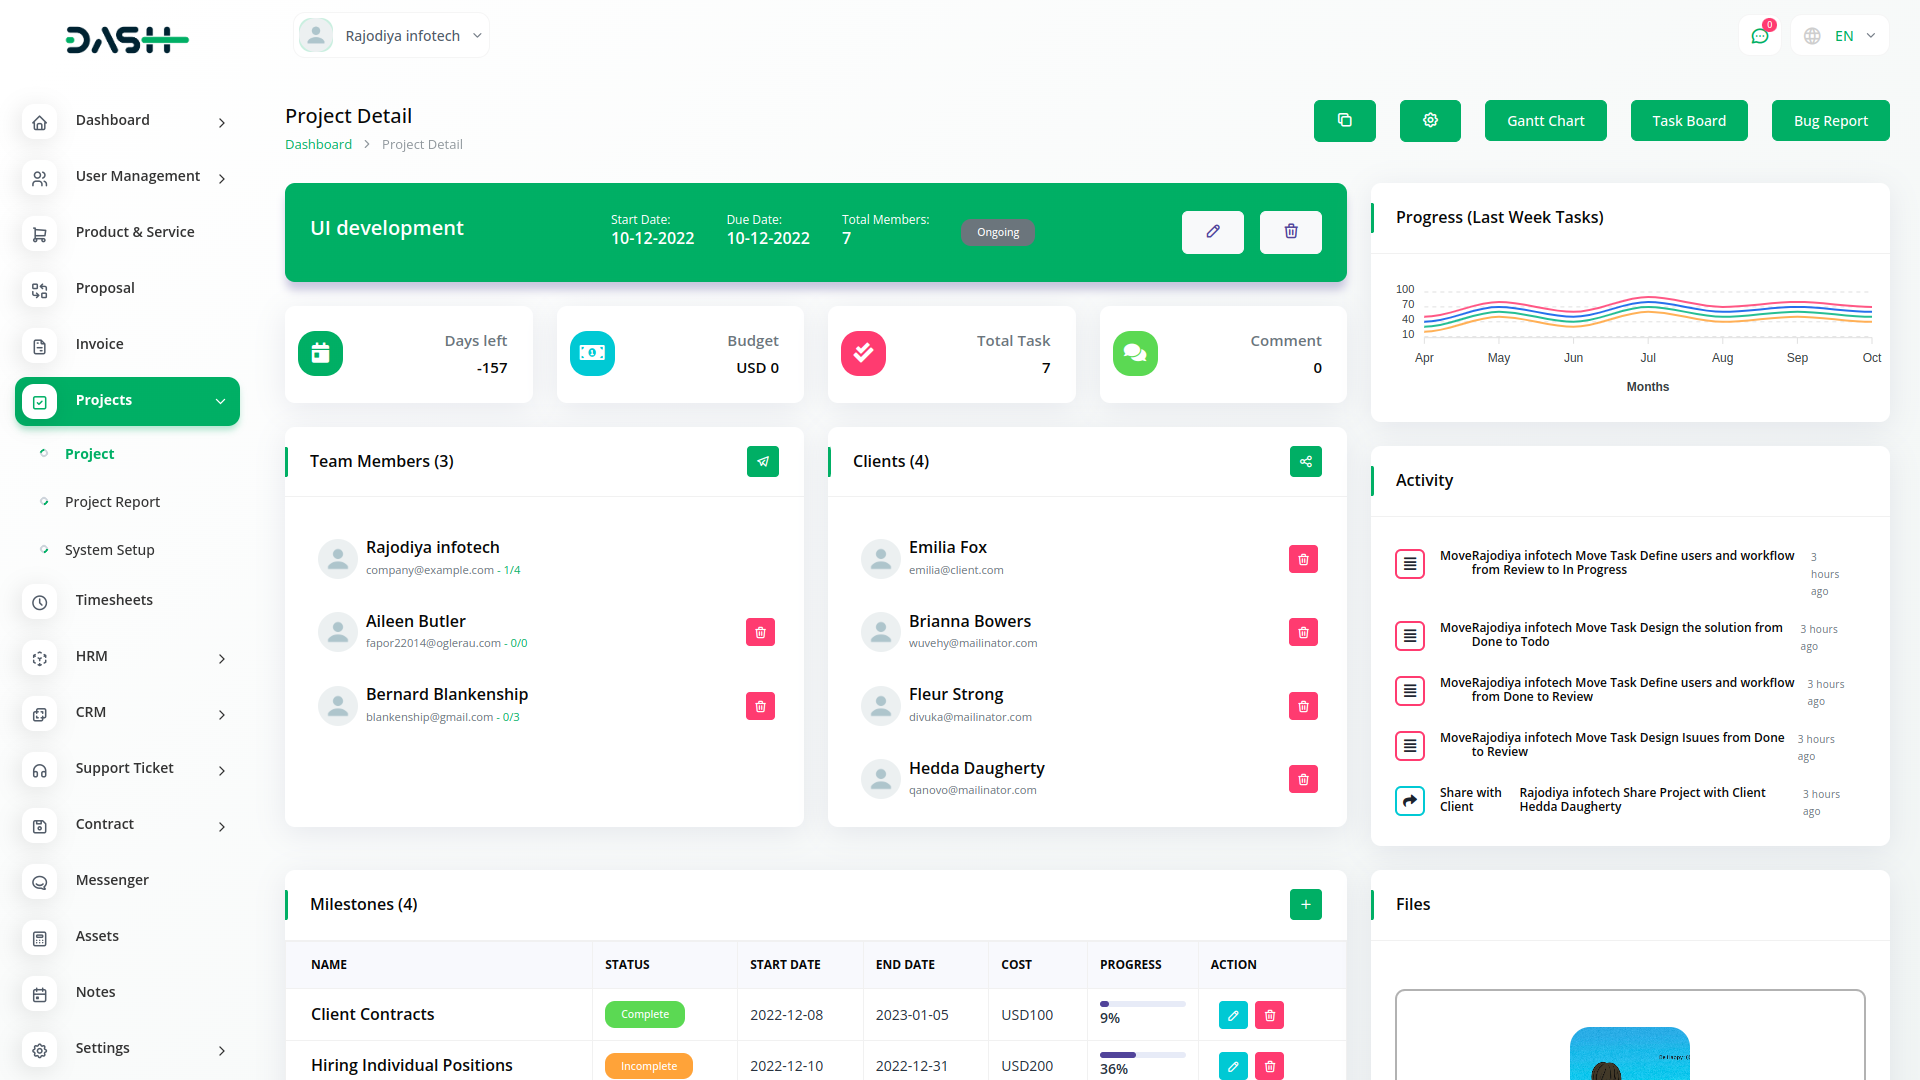 DASH
Rajodiya infotech
0
EN
Dashboard
User Management
Product & Service
Proposal
Invoice
Projects
Project
Project Report
System Setup
Timesheets
HRM
CRM
Support Ticket
Contract
Messenger
Assets
Notes
Settings
Project Detail
Dashboard > Project Detail
Gantt Chart
Task Board
Bug Report
UI development
Start Date:
10-12-2022
Due Date:
10-12-2022
Total Members:
7
Ongoing
Days left
-157
Budget
USD 0
Total Task
7
Comment
0
Team Members (3)
Rajodiya infotech
company@example.com - 1/4
Aileen Butler
fapor22014@oglerau.com - 0/0
Bernard Blankenship
blankenship@gmail.com - 0/3
Clients (4)
Emilia Fox
emilia@client.com
Brianna Bowers
wuvehy@mailinator.com
Fleur Strong
divuka@mailinator.com
Hedda Daugherty
qanovo@mailinator.com
Milestones (4)
NAME STATUS START DATE END DATE COST PROGRESS ACTION
Client Contracts Complete 2022-12-08 2023-01-05 USD100 9%
Hiring Individual Positions Incomplete 2022-12-10 2022-12-31 USD200 36%
Progress (Last Week Tasks)
100
70
40
10
Apr May Jun Jul Aug Sep Oct
Months
Activity
MoveRajodiya infotech Move Task Define users and workflow
from Review to In Progress
3
hours
ago
MoveRajodiya infotech Move Task Design the solution from
Done to Todo
3 hours
ago
MoveRajodiya infotech Move Task Define users and workflow
from Done to Review
3 hours
ago
MoveRajodiya infotech Move Task Design Isuues from Done
to Review
3 hours
ago
Share with
Client
Rajodiya infotech Share Project with Client
Hedda Daugherty
3 hours
ago
Files